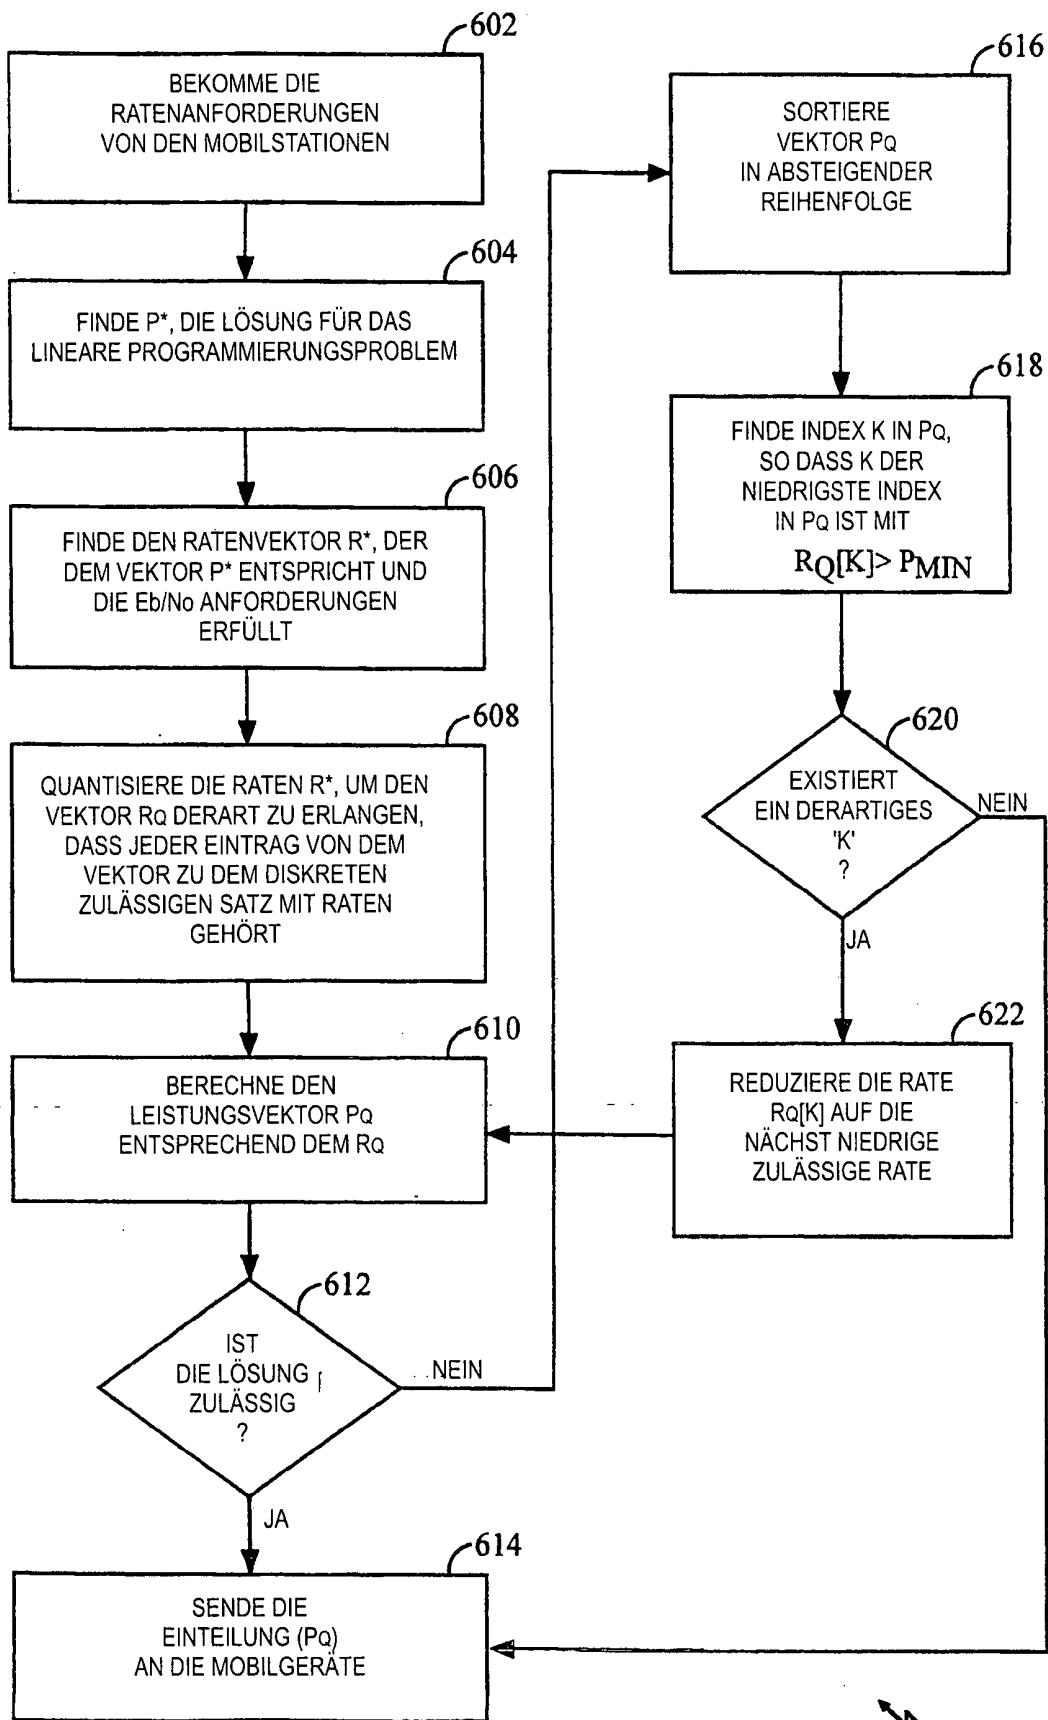 602
BEKOMME DIE
RATENANFORDERUNGEN
VON DEN MOBILSTATIONEN
604
FINDE P*, DIE LÖSUNG FÜR DAS
LINEARE PROGRAMMIERUNGSPROBLEM
606
FINDE DEN RATENVEKTOR R*, DER
DEM VEKTOR P* ENTSPRICHT UND
DIE Eb/No ANFORDERUNGEN
ERFÜLLT
608
QUANTISIERE DIE RATEN R*, UM DEN
VEKTOR RQ DERART ZU ERLANGEN,
DASS JEDER EINTRAG VON DEM
VEKTOR ZU DEM DISKRETEN
ZULÄSSIGEN SATZ MIT RATEN
GEHÖRT
610
BERECHNE DEN
LEISTUNGSVEKTOR PQ
ENTSPRECHEND DEM RQ
612
IST
DIE LÖSUNG
ZULÄSSIG
?
NEIN
JA
614
SENDE DIE
EINTEILUNG (PQ)
AN DIE MOBILGERÄTE
616
SORTIERE
VEKTOR PQ
IN ABSTEIGENDER
REIHENFOLGE
618
FINDE INDEX K IN PQ,
SO DASS K DER
NIEDRIGSTE INDEX
IN PQ IST MIT
RQ[K]> PMIN
620
EXISTIERT
EIN DERARTIGES
'K'
?
NEIN
JA
622
REDUZIERE DIE RATE
RQ[K] AUF DIE
NÄCHST NIEDRIGE
ZULÄSSIGE RATE